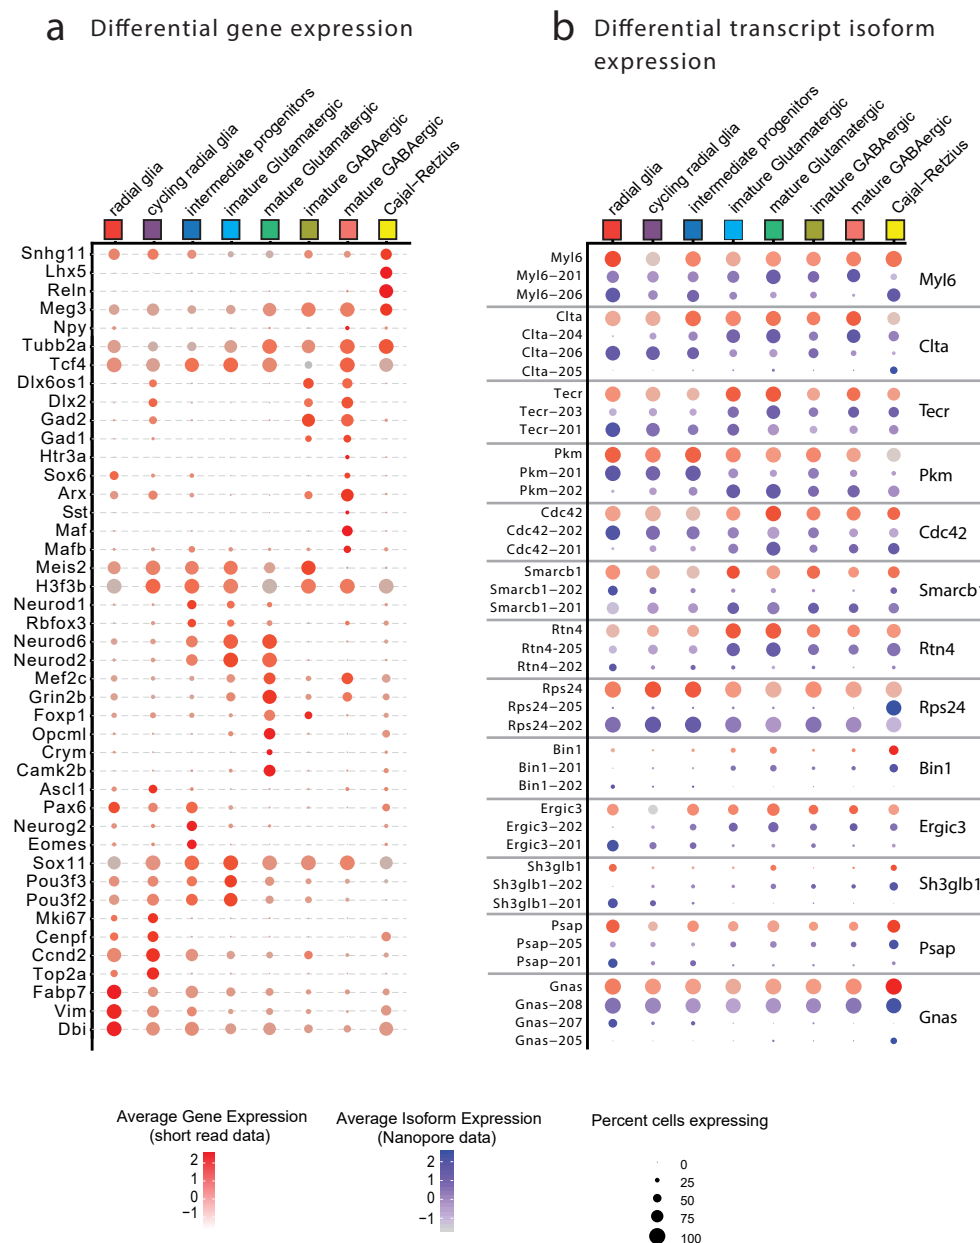 a Differential gene expression
radial glia
cycling radial glia
intermediate progenitors
imature Glutamatergic
mature Glutamatergic
imature GABAergic
mature GABAergic
Cajal–Retzius
Snhg11
Lhx5
Reln
Meg3
Npy
Tubb2a
Tcf4
Dlx6os1
Dlx2
Gad2
Gad1
Htr3a
Sox6
Arx
Sst
Maf
Mafb
Meis2
H3f3b
Neurod1
Rbfox3
Neurod6
Neurod2
Mef2c
Grin2b
Foxp1
Opcml
Crym
Camk2b
Ascl1
Pax6
Neurog2
Eomes
Sox11
Pou3f3
Pou3f2
Mki67
Cenpf
Ccnd2
Top2a
Fabp7
Vim
Dbi
b Differential transcript isoform
expression
radial glia
cycling radial glia
intermediate progenitors
imature Glutamatergic
mature Glutamatergic
imature GABAergic
mature GABAergic
Cajal–Retzius
Myl6
Myl6–201
Myl6–206
Myl6
Clta
Clta–204
Clta–206
Clta–205
Clta
Tecr
Tecr–203
Tecr–201
Tecr
Pkm
Pkm–201
Pkm–202
Pkm
Cdc42
Cdc42–202
Cdc42–201
Cdc42
Smarcb1
Smarcb1–202
Smarcb1–201
Smarcb1
Rtn4
Rtn4-205
Rtn4–202
Rtn4
Rps24
Rps24–205
Rps24–202
Rps24
Bin1
Bin1–201
Bin1–202
Bin1
Ergic3
Ergic3–202
Ergic3–201
Ergic3
Sh3glb1
Sh3glb1–202
Sh3glb1–201
Sh3glb1
Psap
Psap–205
Psap–201
Psap
Gnas
Gnas–208
Gnas–207
Gnas–205
Gnas
Average Gene Expression
(short read data)
2
1
0
−1
Average Isoform Expression
(Nanopore data)
2
1
0
−1
Percent cells expressing
0
25
50
75
100